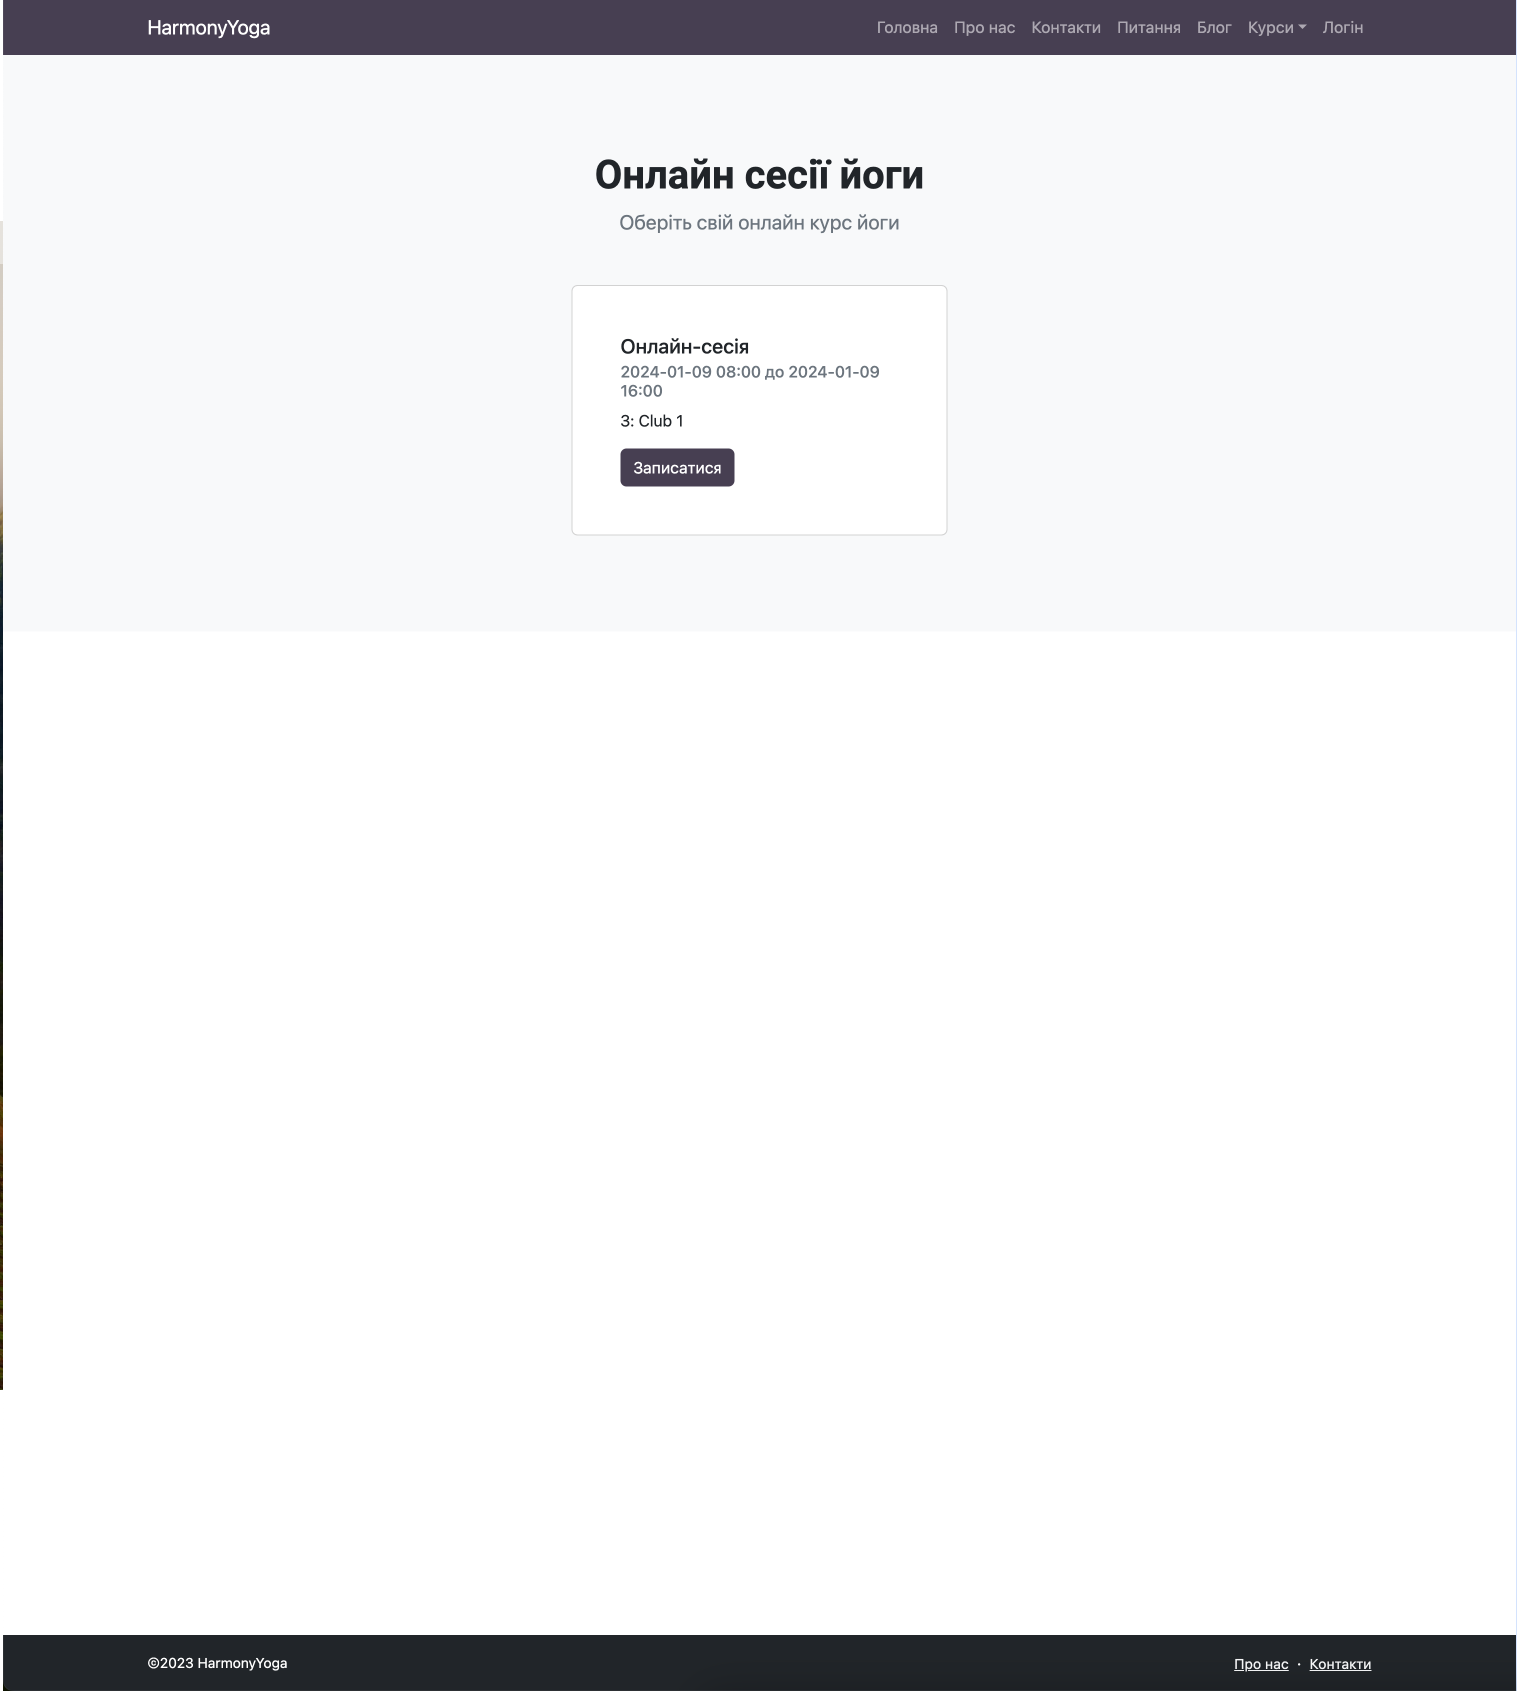 HarmonyYoga
Головна Про нас Контакти Питання Блог Курси Логін
Онлайн сесії йоги
Оберіть свій онлайн курс йоги
Онлайн-сесія
2024-01-09 08:00 до 2024-01-09
16:00
З: Club 1
Записатися
©2023 HarmonyYoga
Про нас · Контакти